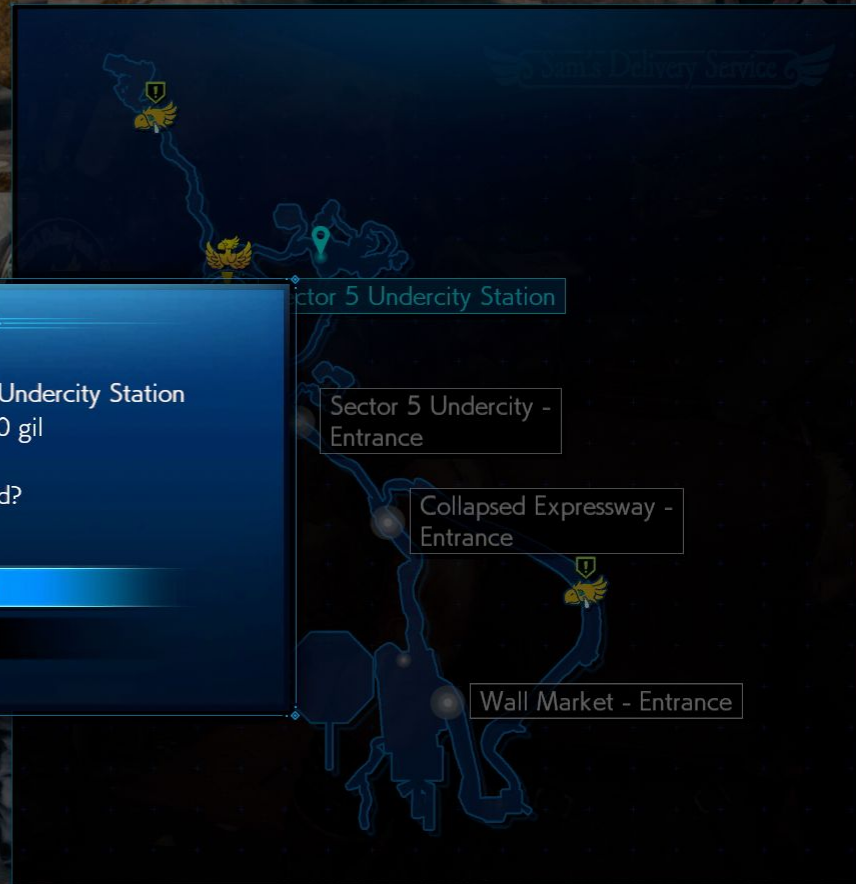 Sam's Delivery Service
ctor 5 Undercity Station
Undercity Station
0 gil
d?
Sector 5 Undercity -
Entrance
Collapsed Expressway -
Entrance
Wall Market - Entrance